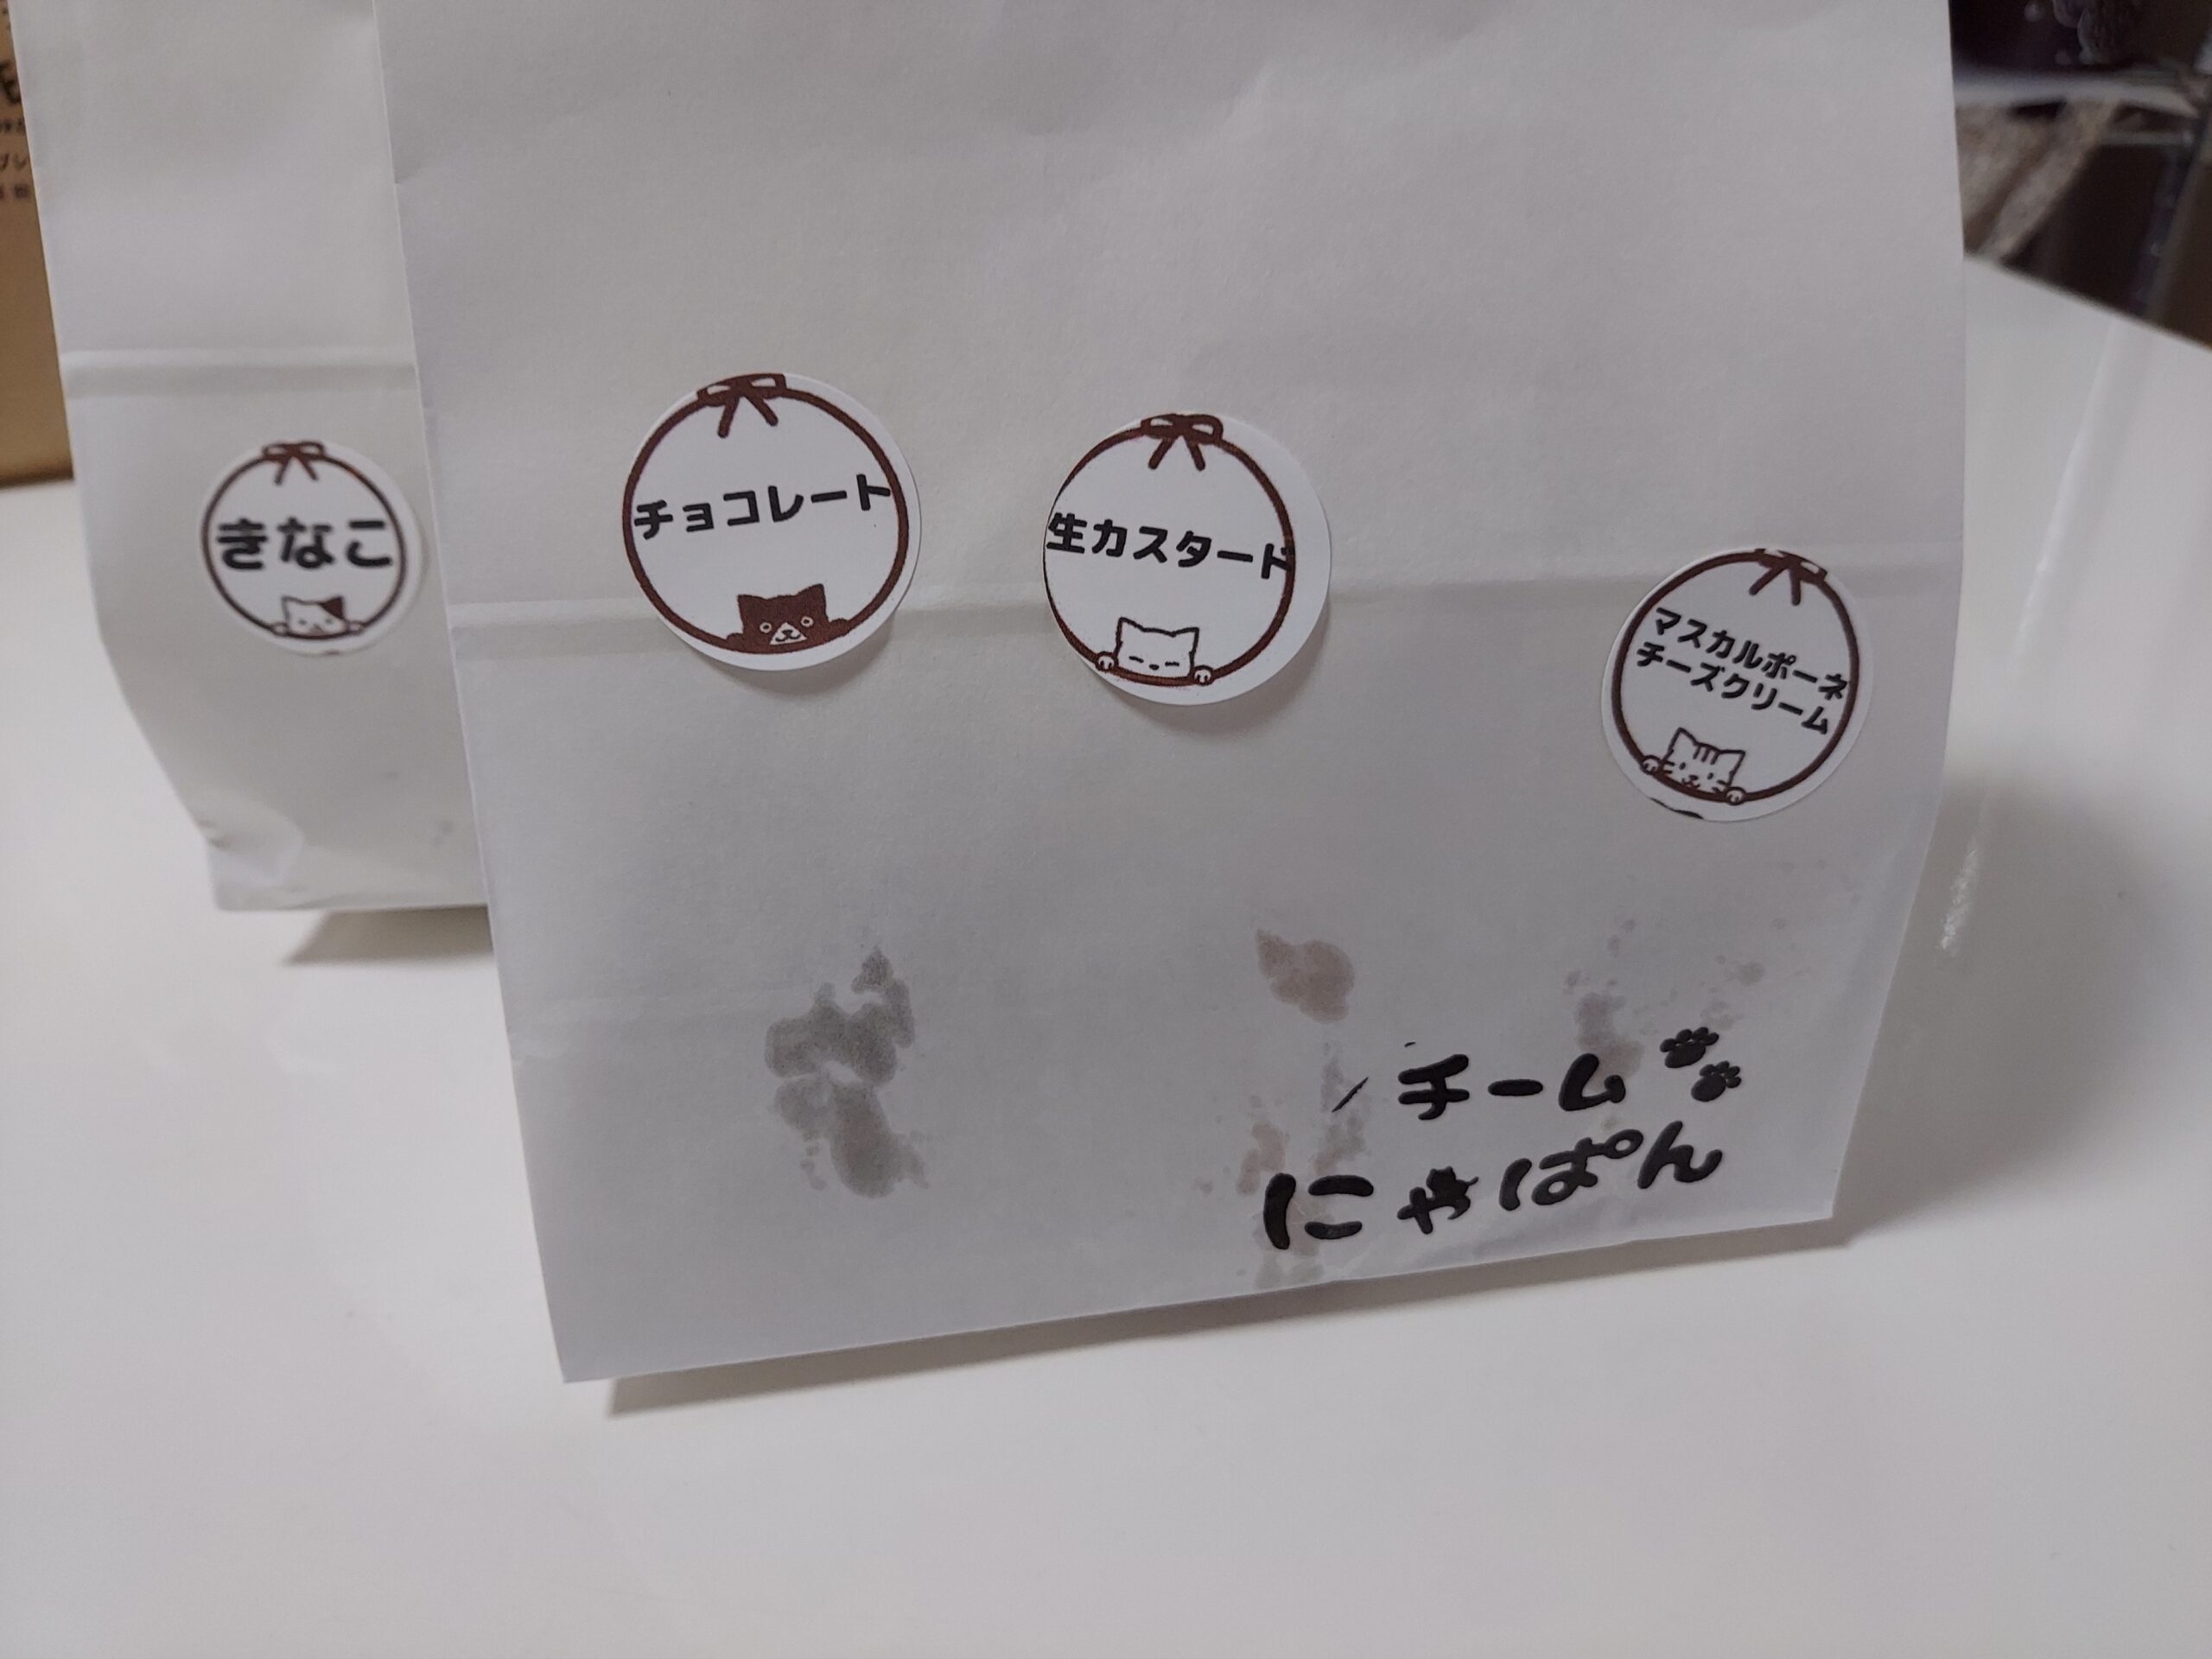 きなこ
チョコレート
生カスタード
マスカルポーネ
チーズクリーム
チーム
にゃぱん